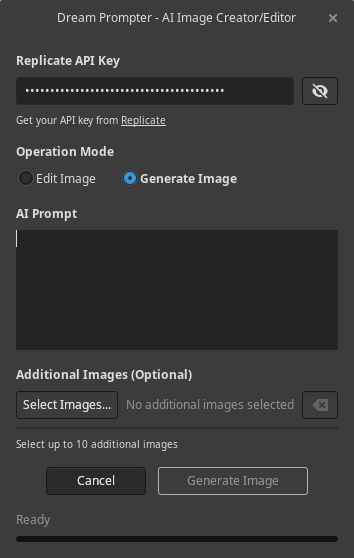 Dream Prompter - AI Image Creator/Editor
Replicate API Key
••••••••••••••••••••••••••••••••••••••••
Get your API key from Replicate
Operation Mode
Edit Image Generate Image
AI Prompt
Additional Images (Optional)
Select Images... No additional images selected
Select up to 10 additional images
Cancel Generate Image
Ready